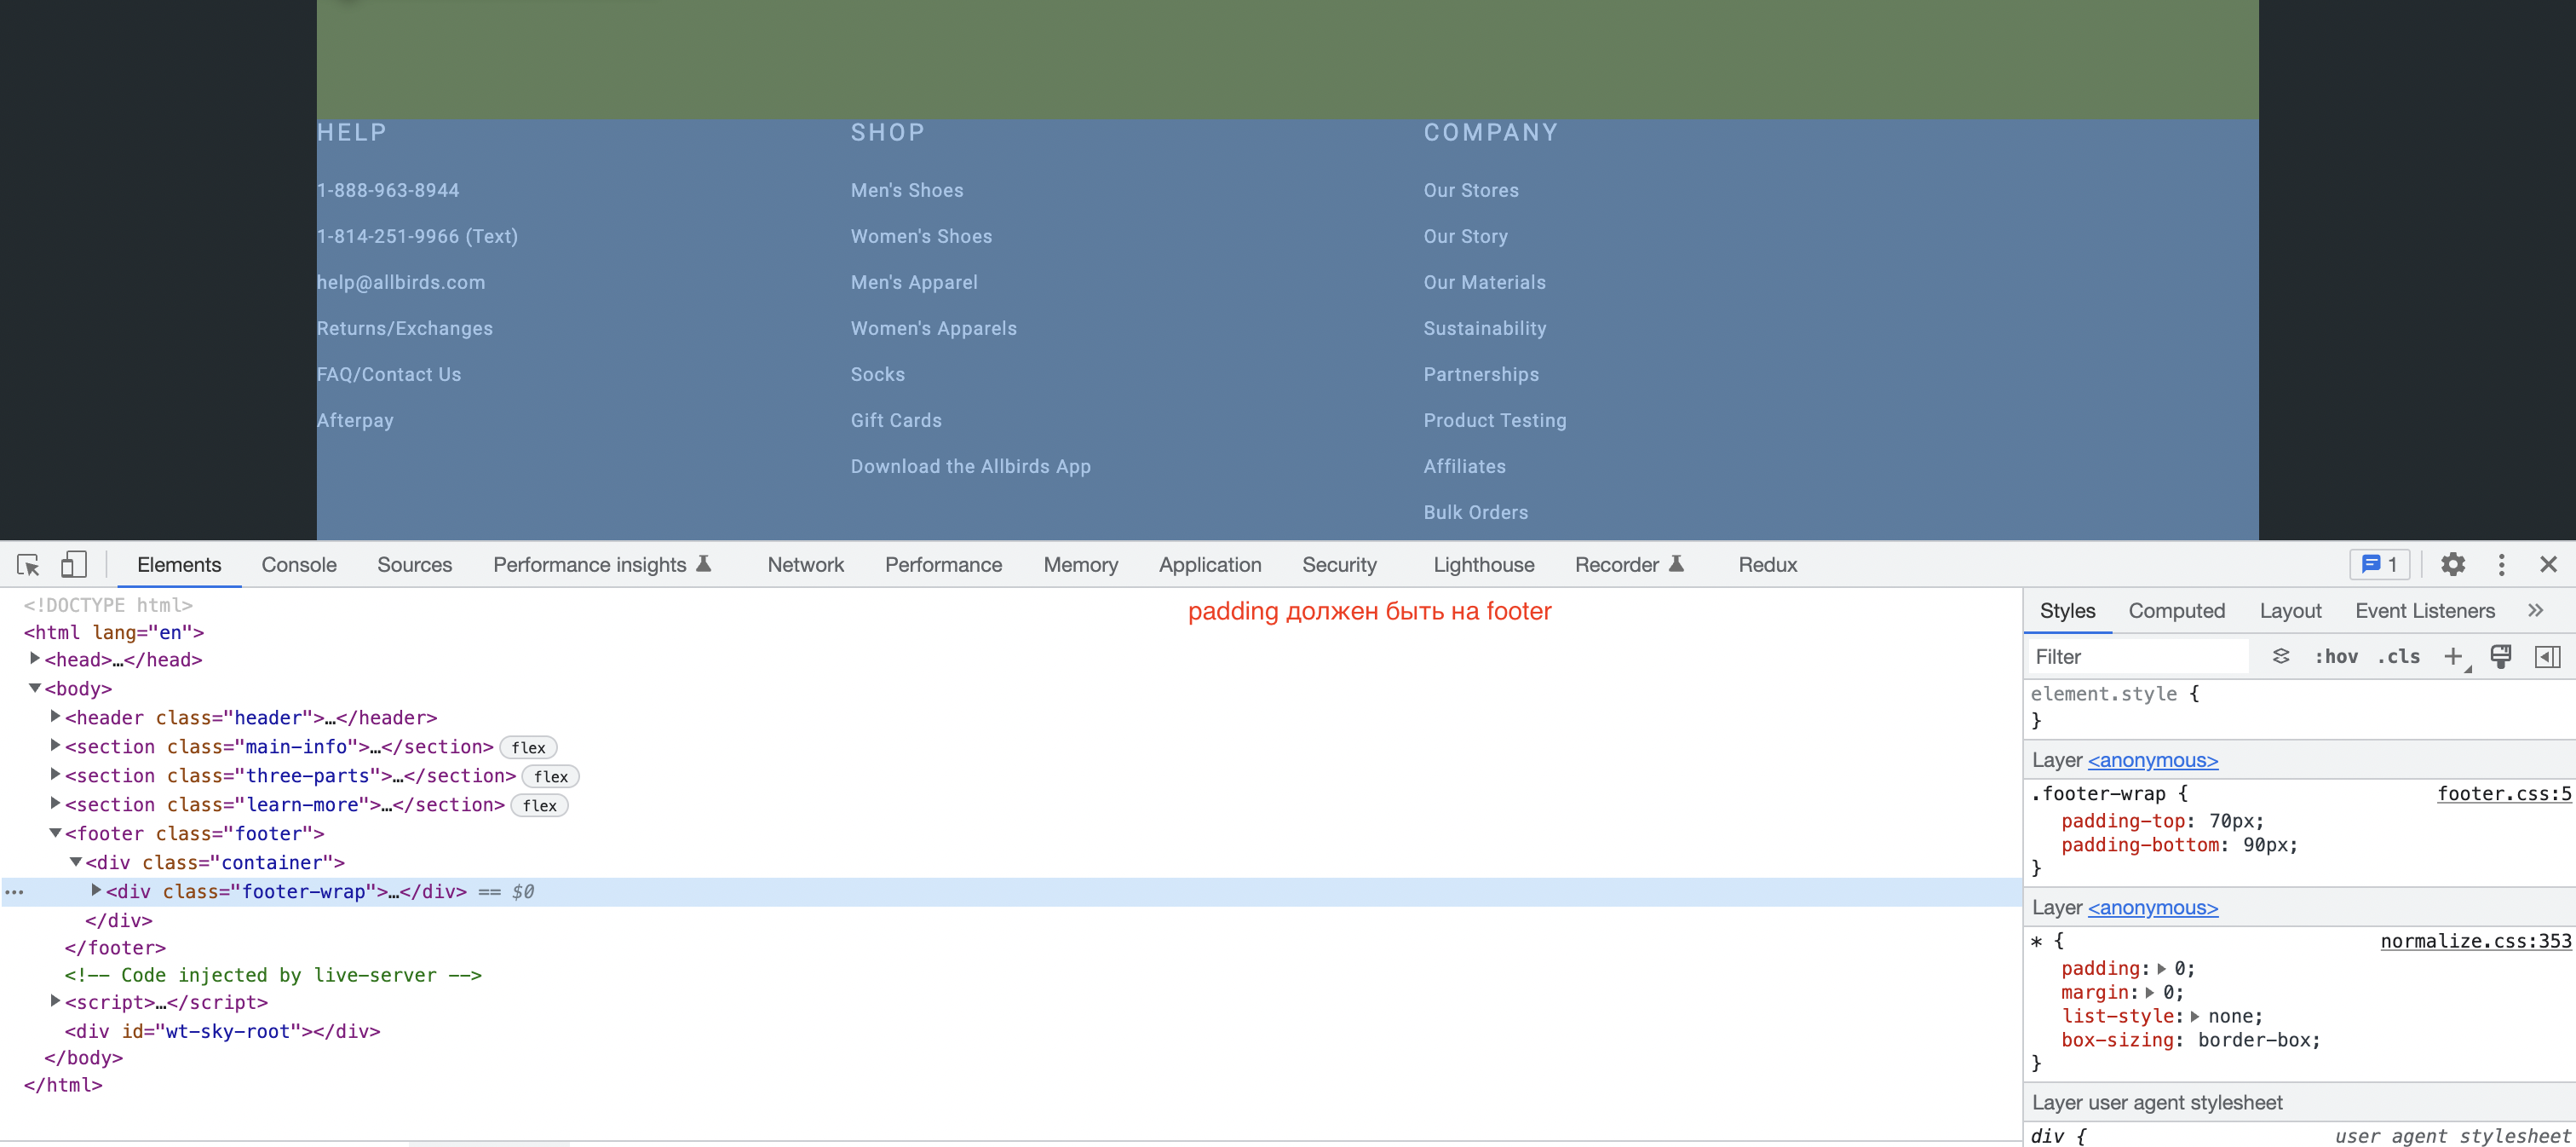 HELP
1-888-963-8944
1-814-251-9966 (Text)
help@allbirds.com
Returns/Exchanges
FAQ/Contact Us
Afterpay
SHOP
Men's Shoes
Women's Shoes
Men's Apparel
Women's Apparels
Socks
Gift Cards
Download the Allbirds App
COMPANY
Our Stores
Our Story
Our Materials
Sustainability
Partnerships
Product Testing
Affiliates
Bulk Orders
Elements Console Sources Performance insights Network Performance Memory Application Security Lighthouse Recorder Redux 1
padding должен быть на footer
<!DOCTYPE html>
<html lang="en">
<head>…</head>
<body>
<header class="header">…</header>
<section class="main-info">…</section> flex
<section class="three-parts">…</section> flex
<section class="learn-more">…</section> flex
<footer class="footer">
<div class="container">
<div class="footer-wrap">…</div> == $0
</div>
</footer>
<!-- Code injected by live-server -->
<script>…</script>
<div id="wt-sky-root"></div>
</body>
</html>
Styles Computed Layout Event Listeners »
Filter :hov .cls +
element.style {
}
Layer <anonymous>
.footer-wrap { footer.css:5
padding-top: 70px;
padding-bottom: 90px;
}
Layer <anonymous>
* { normalize.css:353
padding: 0;
margin: 0;
list-style: none;
box-sizing: border-box;
}
Layer user agent stylesheet
div { user agent stylesheet